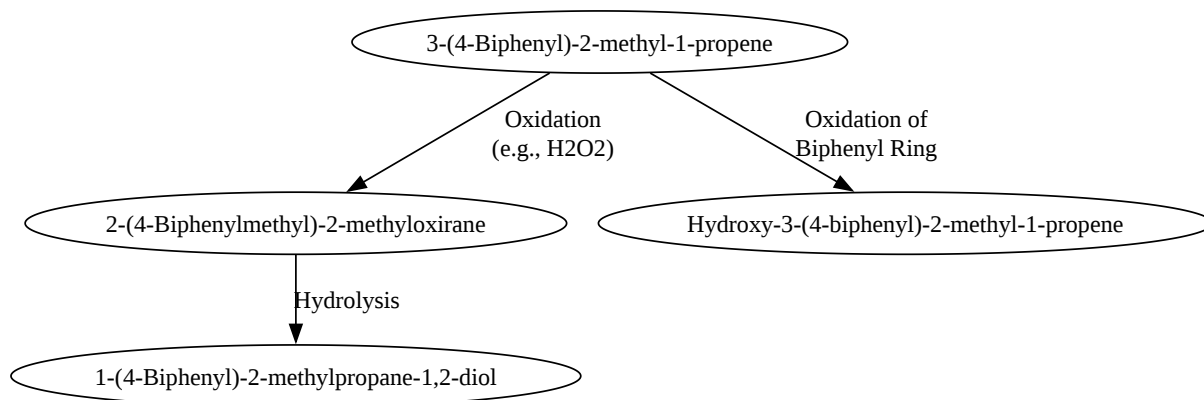 3-(4-Biphenyl)-2-methyl-1-propene
Oxidation
(e.g., H2O2)
Oxidation of
Biphenyl Ring
2-(4-Biphenylmethyl)-2-methyloxirane
Hydroxy-3-(4-biphenyl)-2-methyl-1-propene
Hydrolysis
1-(4-Biphenyl)-2-methylpropane-1,2-diol